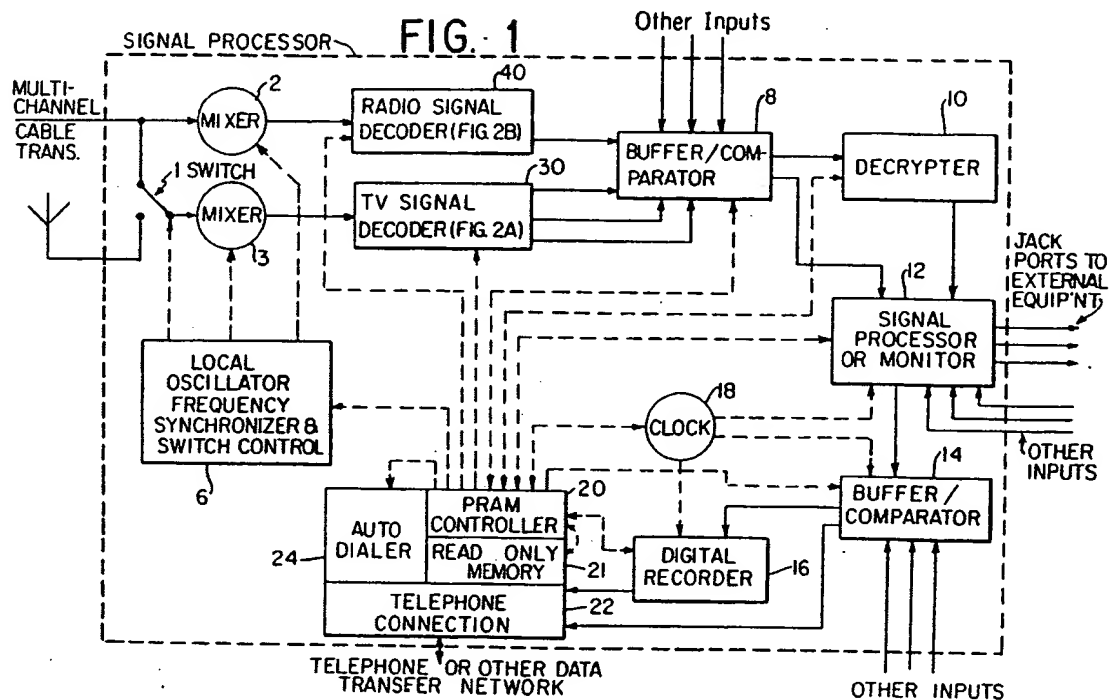 FIG. 1
SIGNAL PROCESSOR
Other Inputs
MULTI-
CHANNEL
CABLE
TRANS.
2
MIXER
40
RADIO SIGNAL
DECODER (FIG. 2B)
8
BUFFER/COM-
PARATOR
10
DECRYPTER
1 SWITCH
MIXER
3
30
TV SIGNAL
DECODER (FIG. 2A)
JACK
PORTS TO
EXTERNAL
EQUIP'NT.
12
SIGNAL
PROCESSOR
OR MONITOR
LOCAL
OSCILLATOR
FREQUENCY
SYNCHRONIZER &
SWITCH CONTROL
6
18
CLOCK
OTHER
INPUTS
14
BUFFER/
COMPARATOR
20
PRAM
CONTROLLER
AUTO
DIALER
24
READ ONLY
MEMORY
21
DIGITAL
RECORDER
16
TELEPHONE
CONNECTION
22
TELEPHONE OR OTHER DATA
TRANSFER NETWORK
OTHER INPUTS